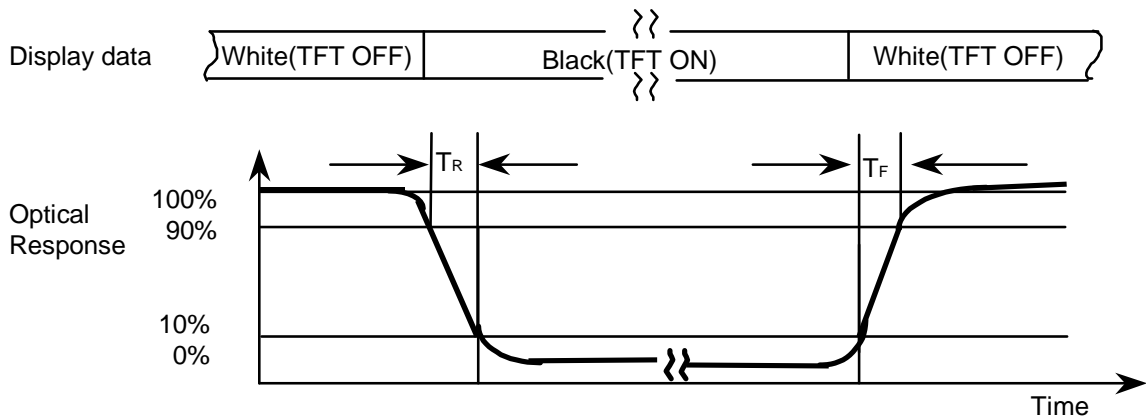 Display data
White(TFT OFF) Black(TFT ON) White(TFT OFF)
TR TF
100%
Optical
Response
90%
10%
0%
Time